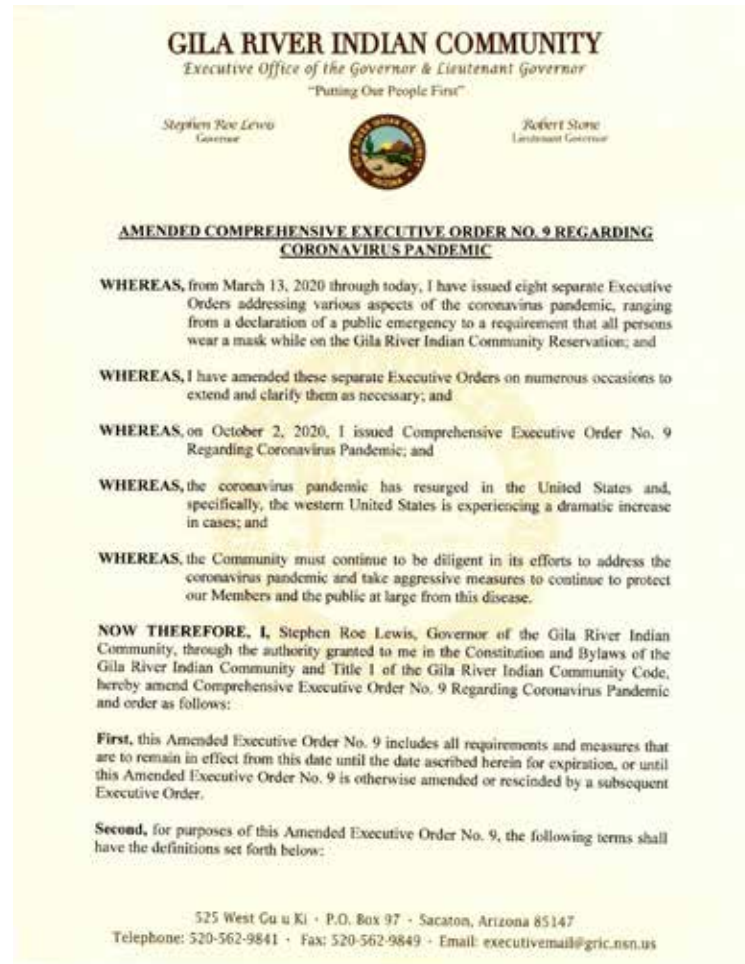 GILA RIVER INDIAN COMMUNITY
Executive Office of the Governor & Lieutenant Governor
"Putting Our People First"
Stephen Roe Lewis
Governor
Robert Stone
Lieutenant Governor
GILA RIVER INDIAN COMMUNITY
ARIZONA
AMENDED COMPREHENSIVE EXECUTIVE ORDER NO. 9 REGARDING
CORONAVIRUS PANDEMIC
WHEREAS, from March 13, 2020 through today, I have issued eight separate Executive
Orders addressing various aspects of the coronavirus pandemic, ranging
from a declaration of a public emergency to a requirement that all persons
wear a mask while on the Gila River Indian Community Reservation; and
WHEREAS, I have amended these separate Executive Orders on numerous occasions to
extend and clarify them as necessary; and
WHEREAS, on October 2, 2020, I issued Comprehensive Executive Order No. 9
Regarding Coronavirus Pandemic; and
WHEREAS, the coronavirus pandemic has resurged in the United States and,
specifically, the western United States is experiencing a dramatic increase
in cases; and
WHEREAS, the Community must continue to be diligent in its efforts to address the
coronavirus pandemic and take aggressive measures to continue to protect
our Members and the public at large from this disease.
NOW THEREFORE, I, Stephen Roe Lewis, Governor of the Gila River Indian
Community, through the authority granted to me in the Constitution and Bylaws of the
Gila River Indian Community and Title 1 of the Gila River Indian Community Code,
hereby amend Comprehensive Executive Order No. 9 Regarding Coronavirus Pandemic
and order as follows:
First, this Amended Executive Order No. 9 includes all requirements and measures that
are to remain in effect from this date until the date ascribed herein for expiration, or until
this Amended Executive Order No. 9 is otherwise amended or rescinded by a subsequent
Executive Order.
Second, for purposes of this Amended Executive Order No. 9, the following terms shall
have the definitions set forth below:
525 West Gu u Ki - P.O. Box 97 - Sacaton, Arizona 85147
Telephone: 520-562-9841 - Fax: 520-562-9849 - Email: executivemail@gric.nsn.us